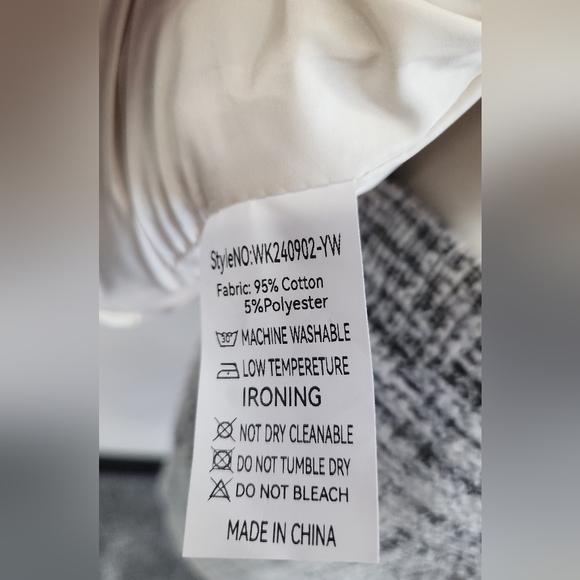 StyleNO:WK240902-YW
Fabric: 95% Cotton
5%Polyester
30° MACHINE WASHABLE
LOW TEMPERETURE
IRONING
NOT DRY CLEANABLE
DO NOT TUMBLE DRY
DO NOT BLEACH
MADE IN CHINA